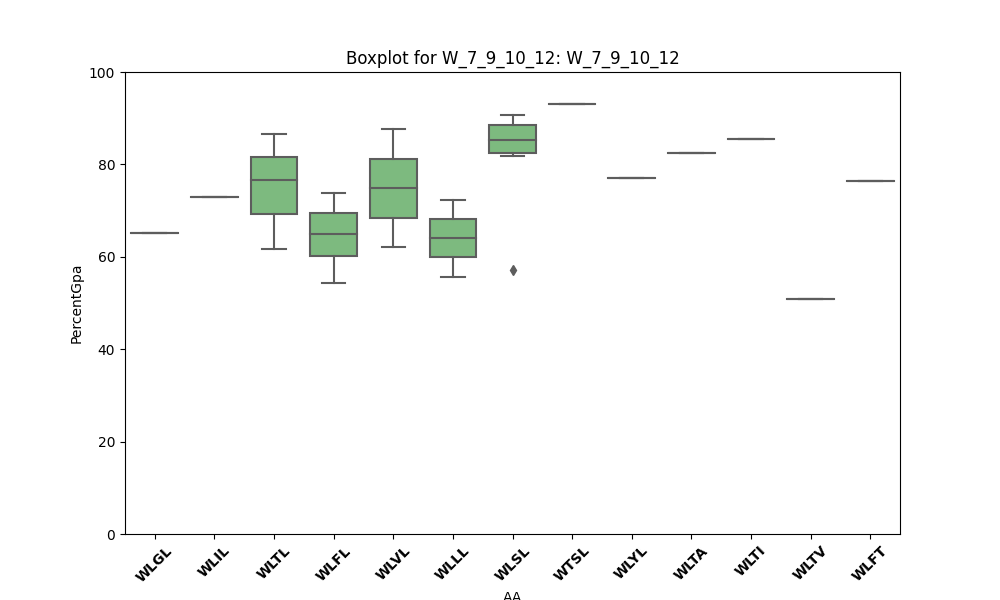 Boxplot for W_7_9_10_12: W_7_9_10_12
PercentGpa
100
80
60
40
20
0
WLGL WLIL WLTL WLFL WLVL WLLL WLSL WTSL WLYL WLTA WLTI WLTV WLFT
AA